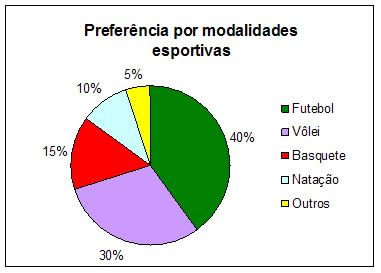 Preferência por modalidades
esportivas
5%
10%
15%
30%
40%
Futebol
Vôlei
Basquete
Natação
Outros